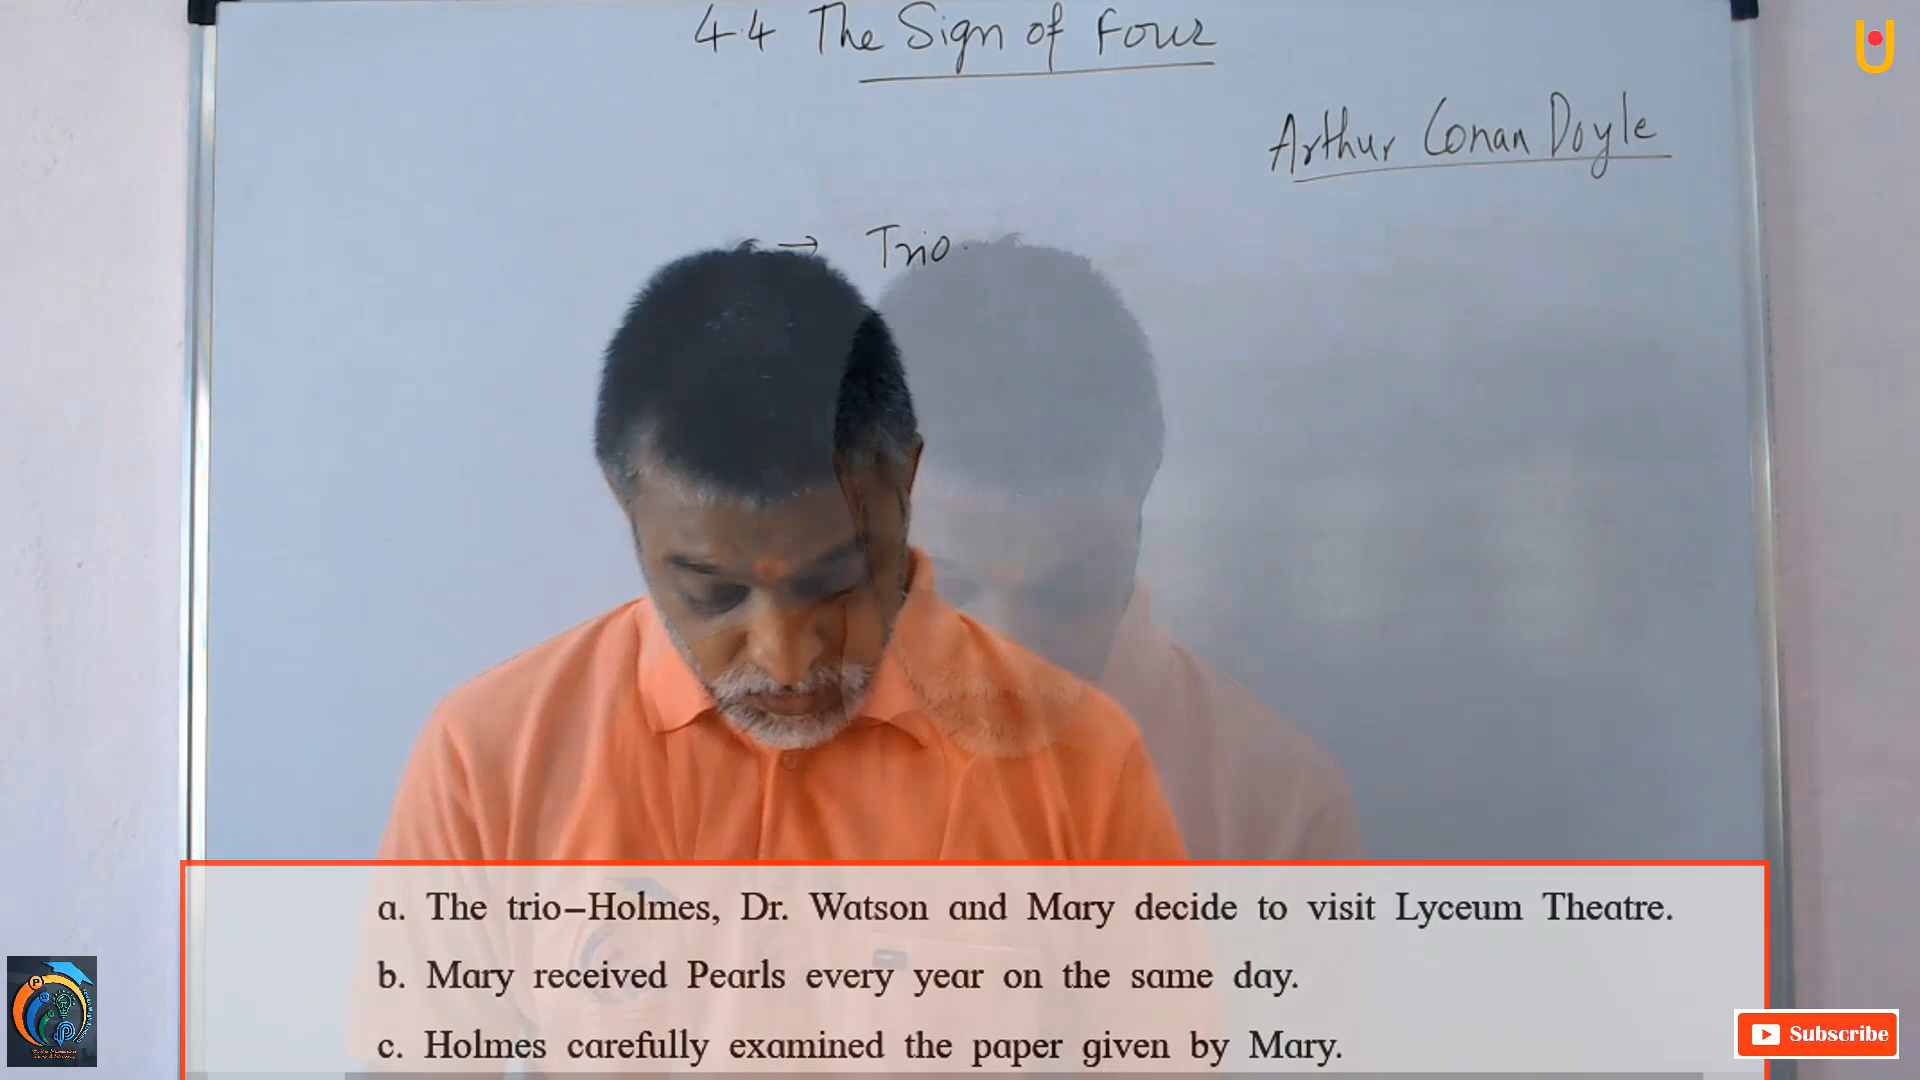 4.4 The Sign of Four
Arthur Conan Doyle
→ Trio.
a. The trio–Holmes, Dr. Watson and Mary decide to visit Lyceum Theatre.
b. Mary received Pearls every year on the same day.
c. Holmes carefully examined the paper given by Mary.
Subscribe